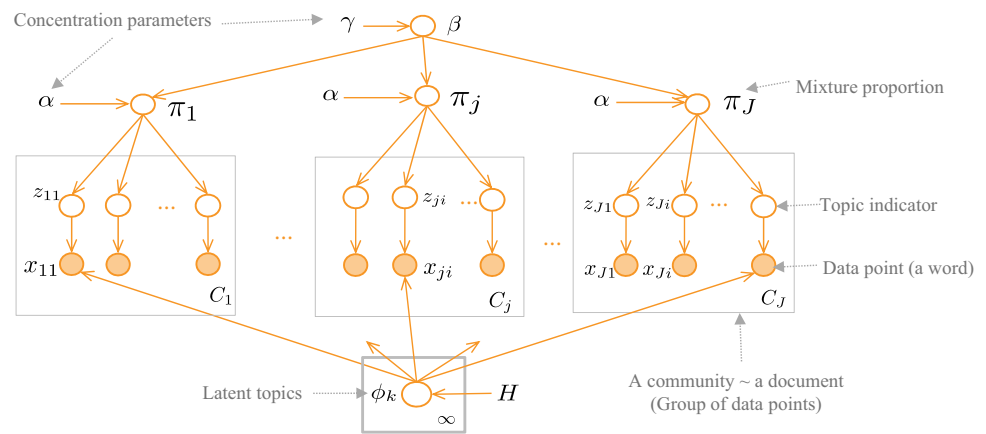 Concentration parameters
γ
β
α
π1
α
πj
α
πJ
Mixture proportion
z11
...
zji
...
zJ1
zJi
...
Topic indicator
...
...
x11
xji
xJ1
xJi
Data point (a word)
C1
Cj
CJ
Latent topics
ϕk
H
∞
A community ~ a document
(Group of data points)